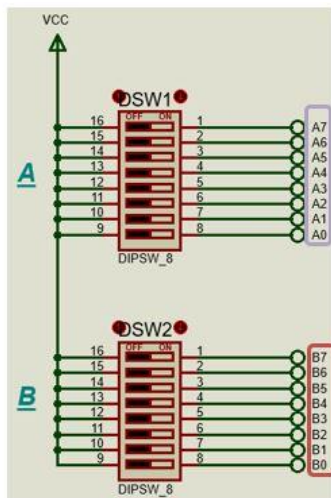 VCC
DSW1
OFF ON
16 1 A7
15 2 A6
14 3 A5
13 4 A4
12 5 A3
11 6 A2
10 7 A1
9 8 A0
A
DIPSW_8
DSW2
OFF ON
16 1 B7
15 2 B6
14 3 B5
13 4 B4
12 5 B3
11 6 B2
10 7 B1
9 8 B0
B
DIPSW_8